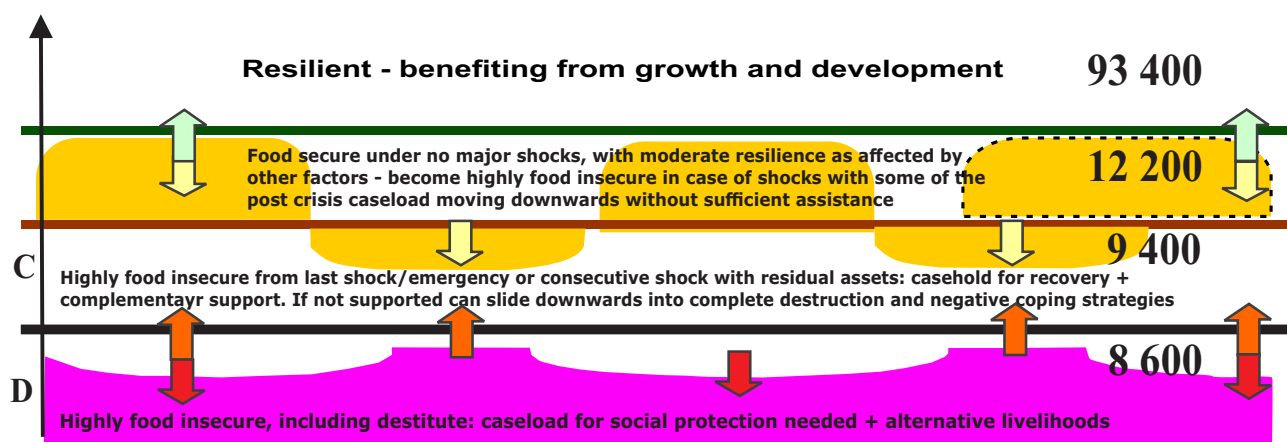 Resilient - benefiting from growth and development
93 400
Food secure under no major shocks, with moderate resilience as affected by
other factors - become highly food insecure in case of shocks with some of the
post crisis caseload moving downwards without sufficient assistance
12 200
C
9 400
Highly food insecure from last shock/emergency or consecutive shock with residual assets: casehold for recovery +
complementayr support. If not supported can slide downwards into complete destruction and negative coping strategies
8 600
D
Highly food insecure, including destitute: caseload for social protection needed + alternative livelihoods